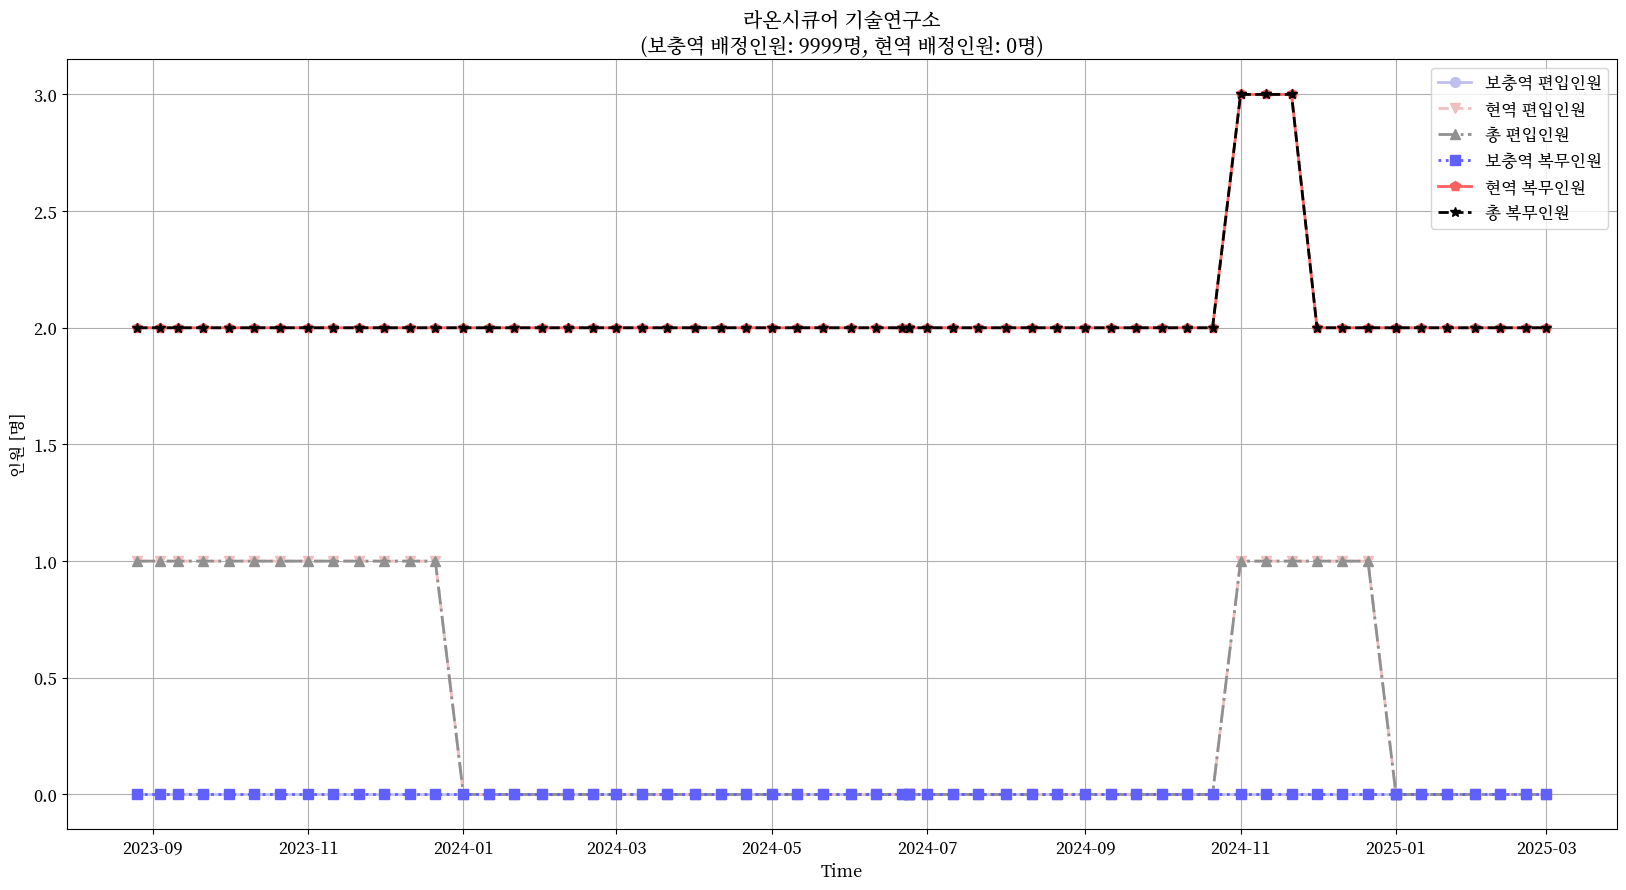 라온시큐어 기술연구소
(보충역 배정인원: 9999명, 현역 배정인원: 0명)
보충역 편입인원
현역 편입인원
총 편입인원
보충역 복무인원
현역 복무인원
총 복무인원
인원 [명]
3.0
2.5
2.0
1.5
1.0
0.5
0.0
2023-09
2023-11
2024-01
2024-03
2024-05
2024-07
2024-09
2024-11
2025-01
2025-03
Time